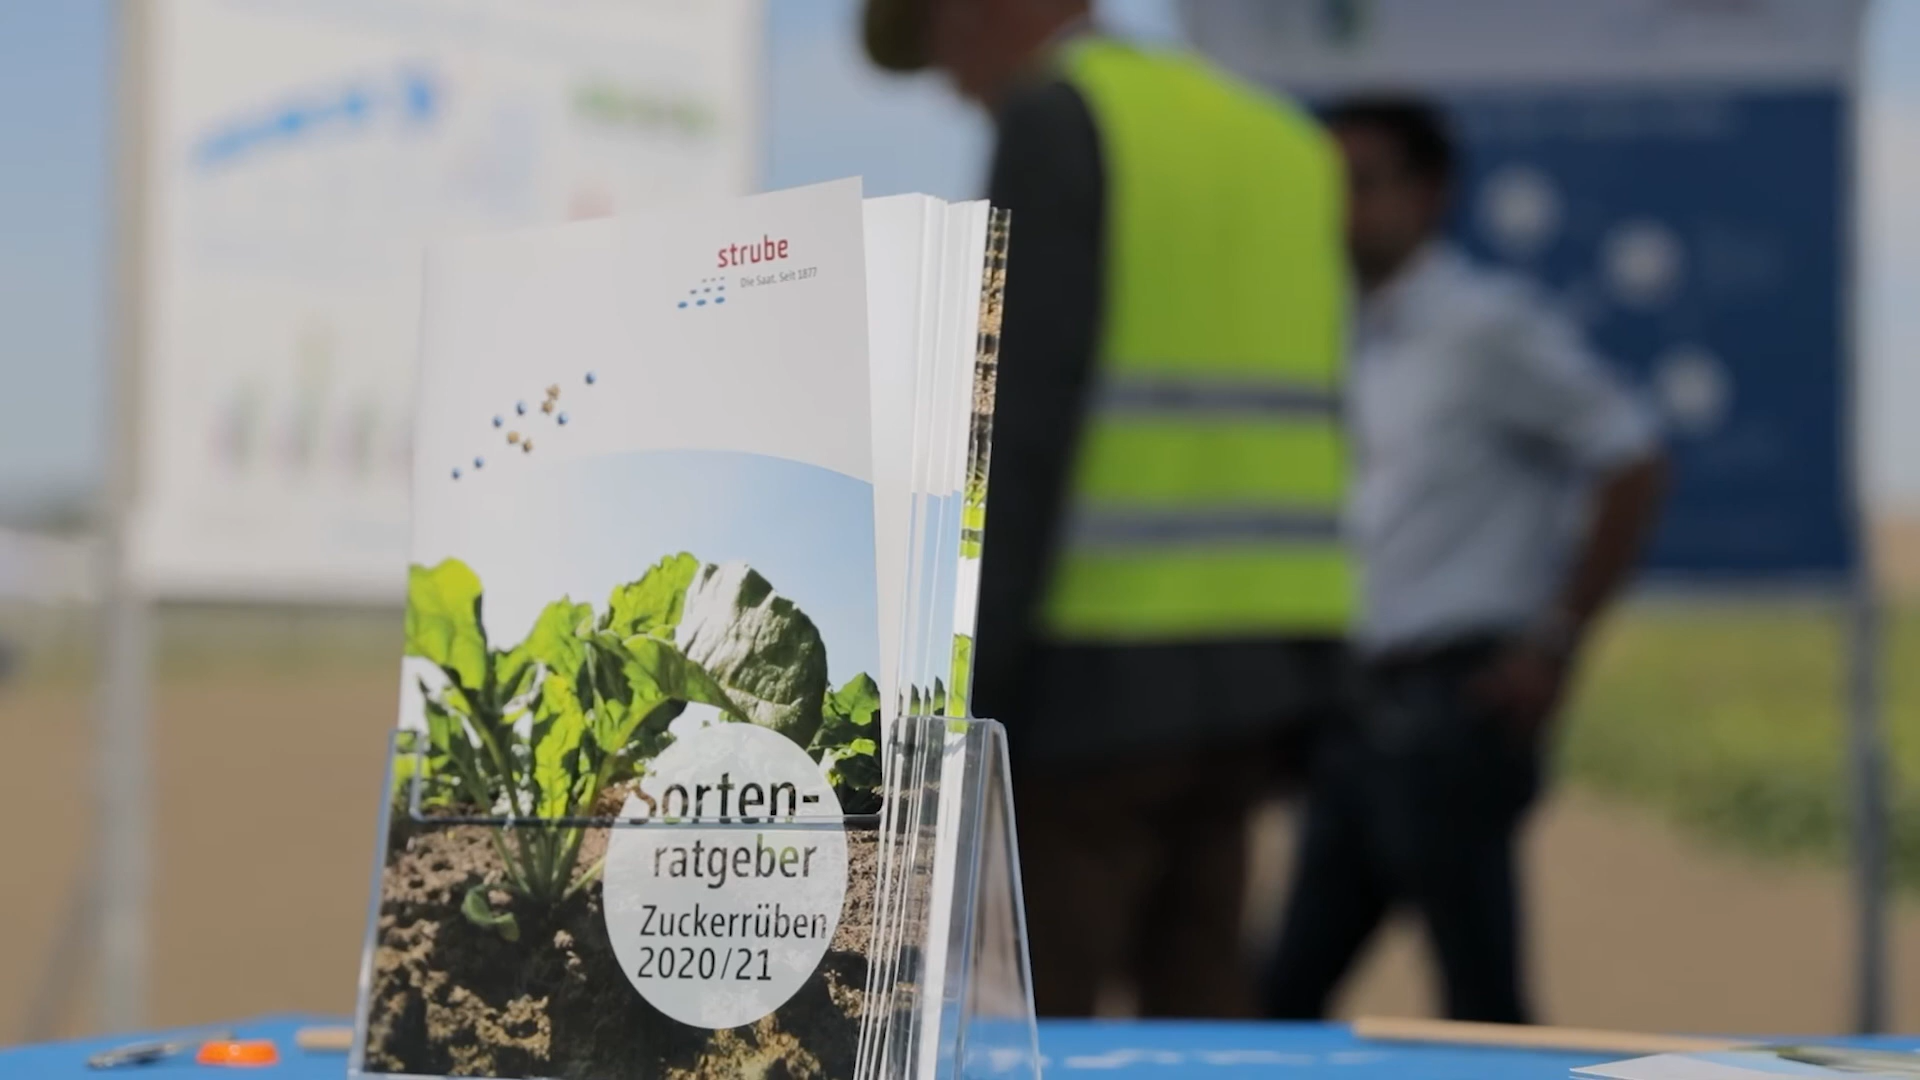 strube
Die Saat. Seit 1877
Sorten-
ratgeber
Zuckerrüben
2020/21